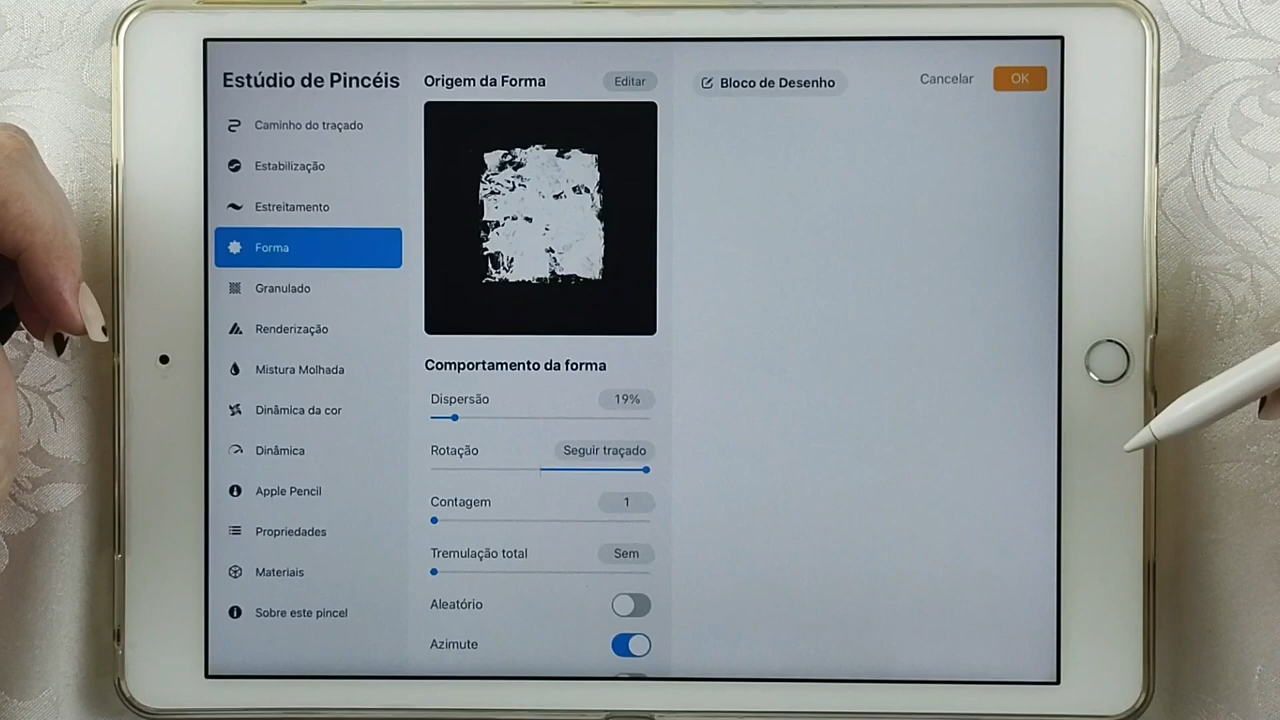 Estúdio de Pincéis
Caminho do traçado
Estabilização
Estreitamento
Forma
Granulado
Renderização
Mistura Molhada
Dinâmica da cor
Dinâmica
Apple Pencil
Propriedades
Materiais
Sobre este pincel
Origem da Forma
Editar
Comportamento da forma
Dispersão
19%
Rotação
Seguir traçado
Contagem
1
Tremulação total
Sem
Aleatório
Azimute
Bloco de Desenho
Cancelar
OK